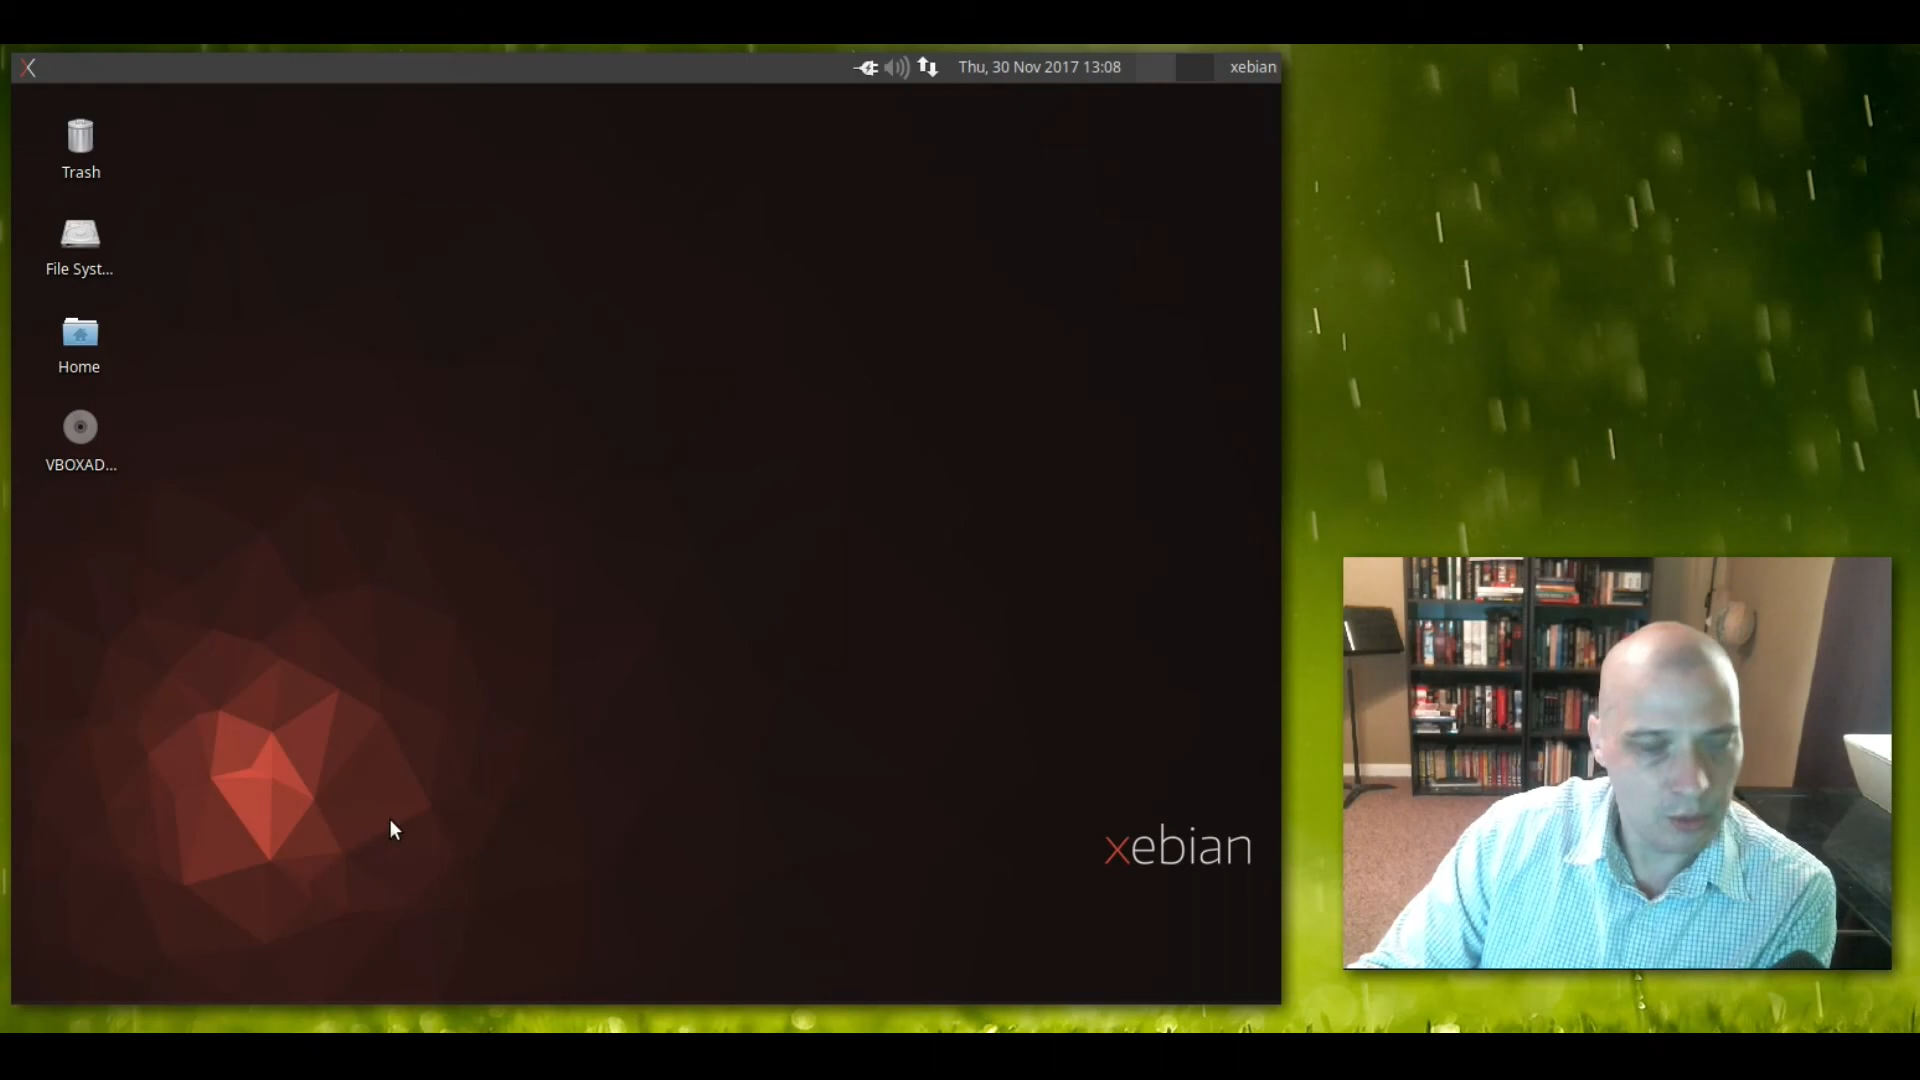 X Thu, 30 Nov 2017 13:08 xebian
Trash
File Syst...
Home
VBOXAD...
xebian